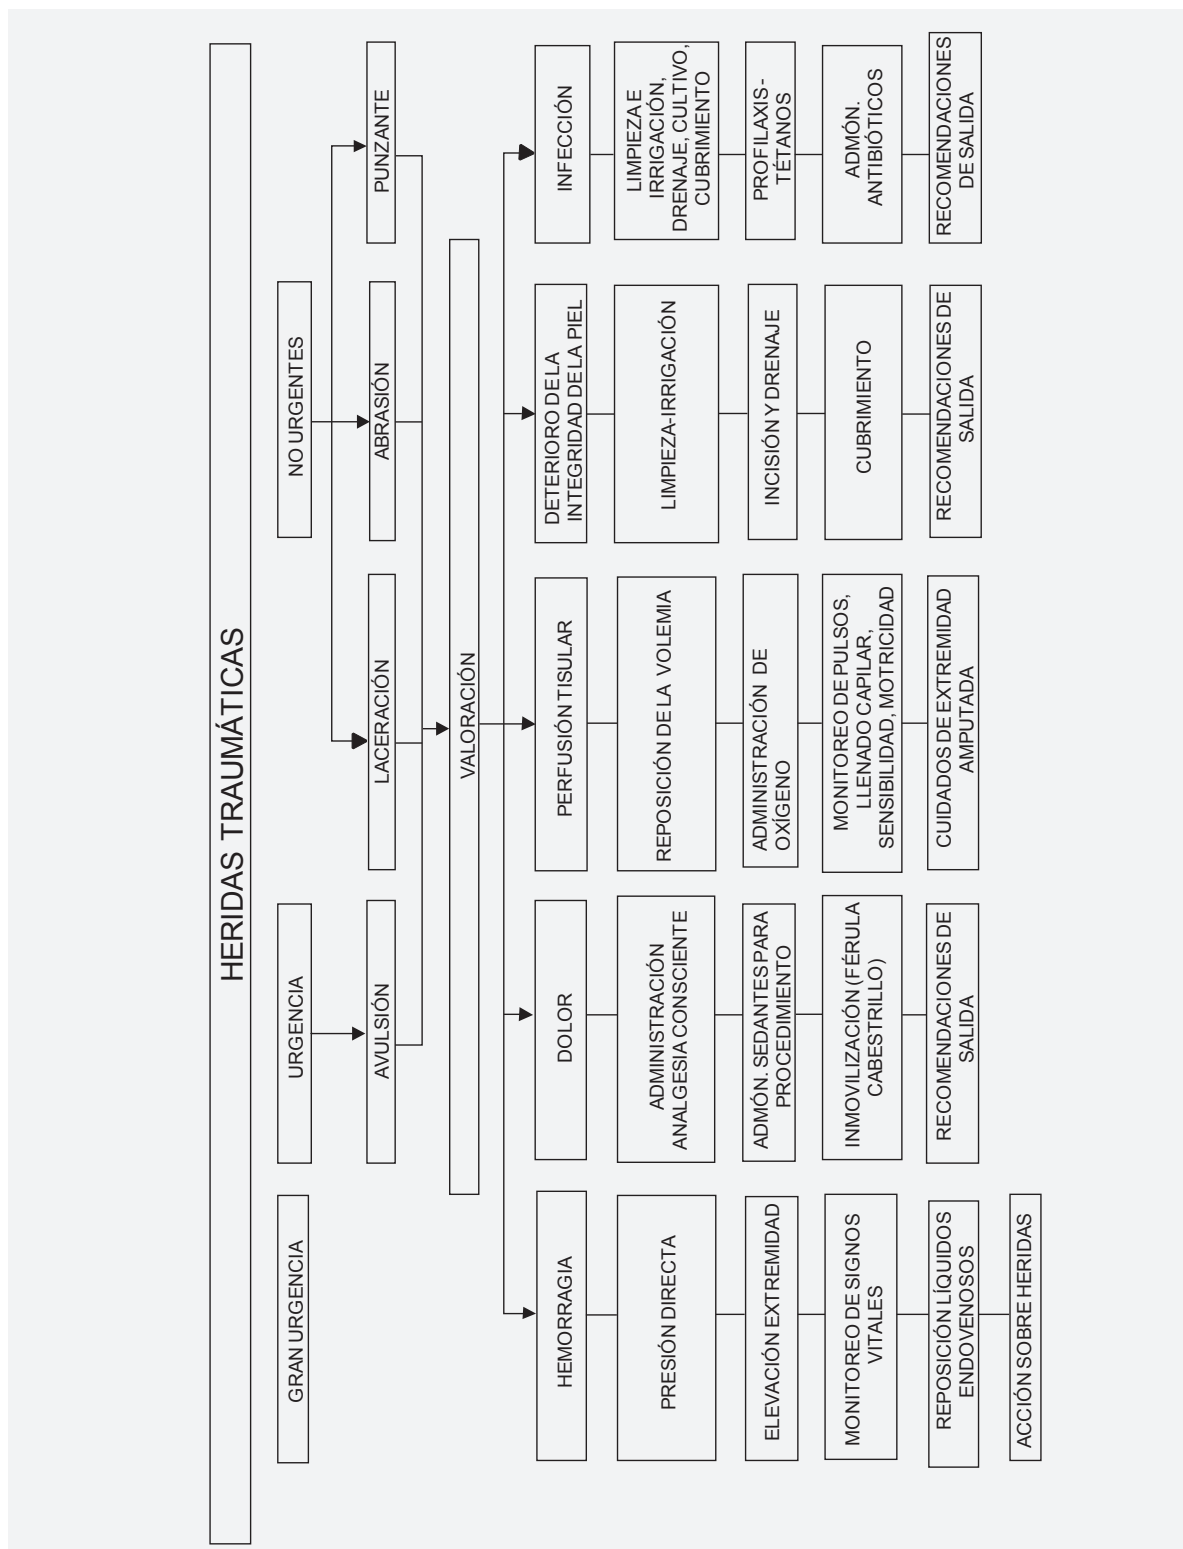 HERIDAS TRAUMÁTICAS
GRAN URGENCIA
URGENCIA
NO URGENTES
AVULSIÓN
LACERACIÓN
ABRASIÓN
PUNZANTE
VALORACIÓN
HEMORRAGIA
DOLOR
PERFUSIÓN TISULAR
DETERIORO DE LA
INTEGRIDAD DE LA PIEL
INFECCIÓN
PRESIÓN DIRECTA
ADMINISTRACIÓN
ANALGESIA CONSCIENTE
REPOSICIÓN DE LA VOLEMIA
LIMPIEZA-IRRIGACIÓN
LIMPIEZA E
IRRIGACIÓN,
DRENAJE, CULTIVO,
CUBRIMIENTO
ELEVACIÓN EXTREMIDAD
ADMÓN. SEDANTES PARA
PROCEDIMIENTO
ADMINISTRACIÓN DE
OXÍGENO
INCISIÓN Y DRENAJE
PROFILAXIS -
TÉTANOS
MONITOREO DE SIGNOS
VITALES
INMOVILIZACIÓN (FÉRULA
CABESTRILLO)
MONITOREO DE PULSOS,
LLENADO CAPILAR,
SENSIBILIDAD, MOTRICIDAD
CUBRIMIENTO
ADMÓN.
ANTIBIÓTICOS
REPOSICIÓN LÍQUIDOS
ENDOVENOSOS
RECOMENDACIONES DE
SALIDA
CUIDADOS DE EXTREMIDAD
AMPUTADA
RECOMENDACIONES DE
SALIDA
RECOMENDACIONES
DE SALIDA
ACCIÓN SOBRE HERIDAS